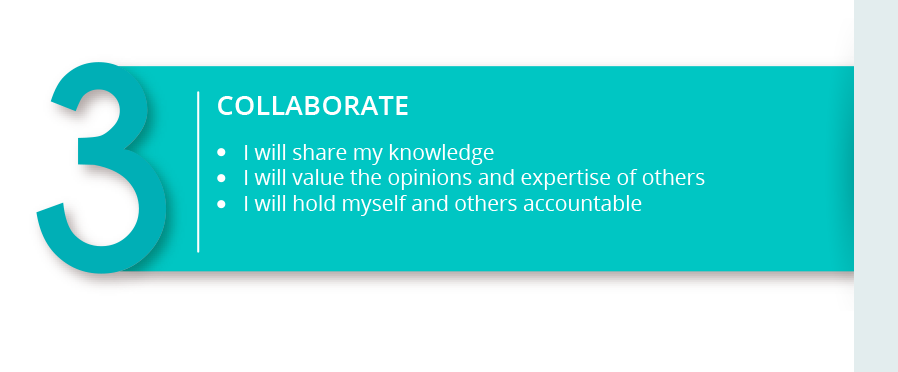 3
COLLABORATE
• I will share my knowledge
• I will value the opinions and expertise of others
• I will hold myself and others accountable